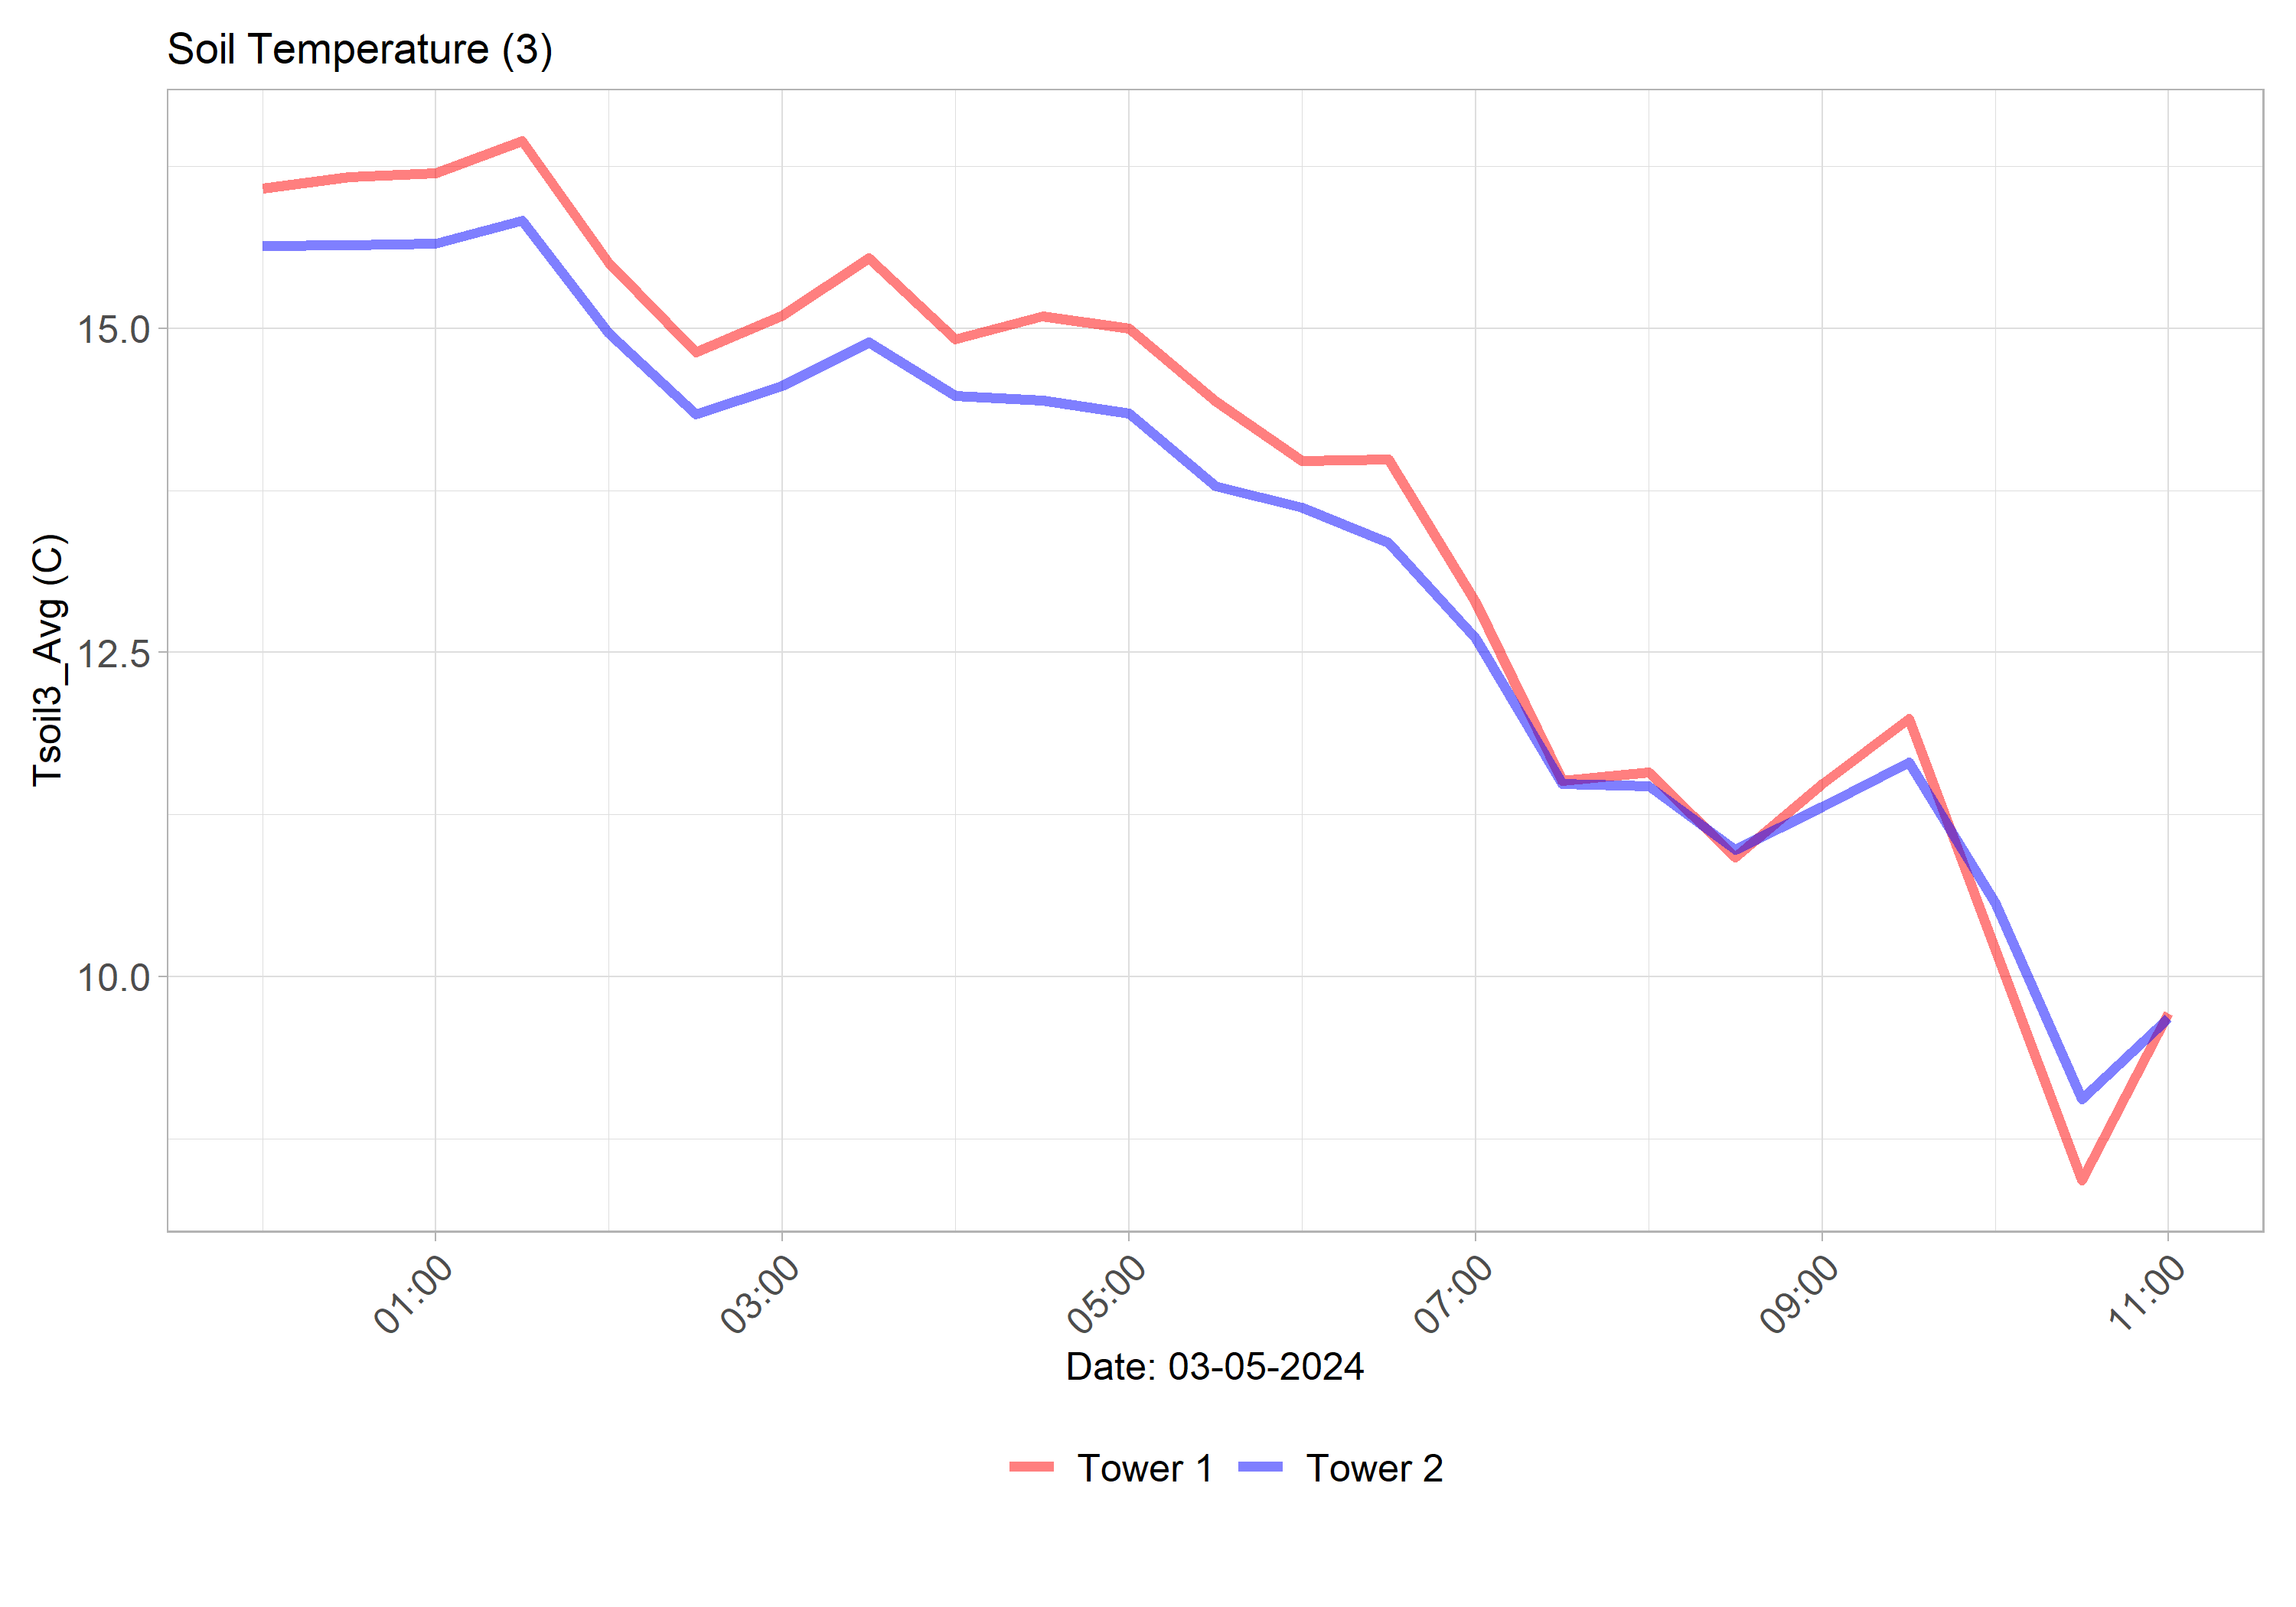 Soil Temperature (3)
Tsoil3_Avg (C)
15.0
12.5
10.0
01:00
03:00
05:00
07:00
09:00
11:00
Date: 03-05-2024
Tower 1
Tower 2